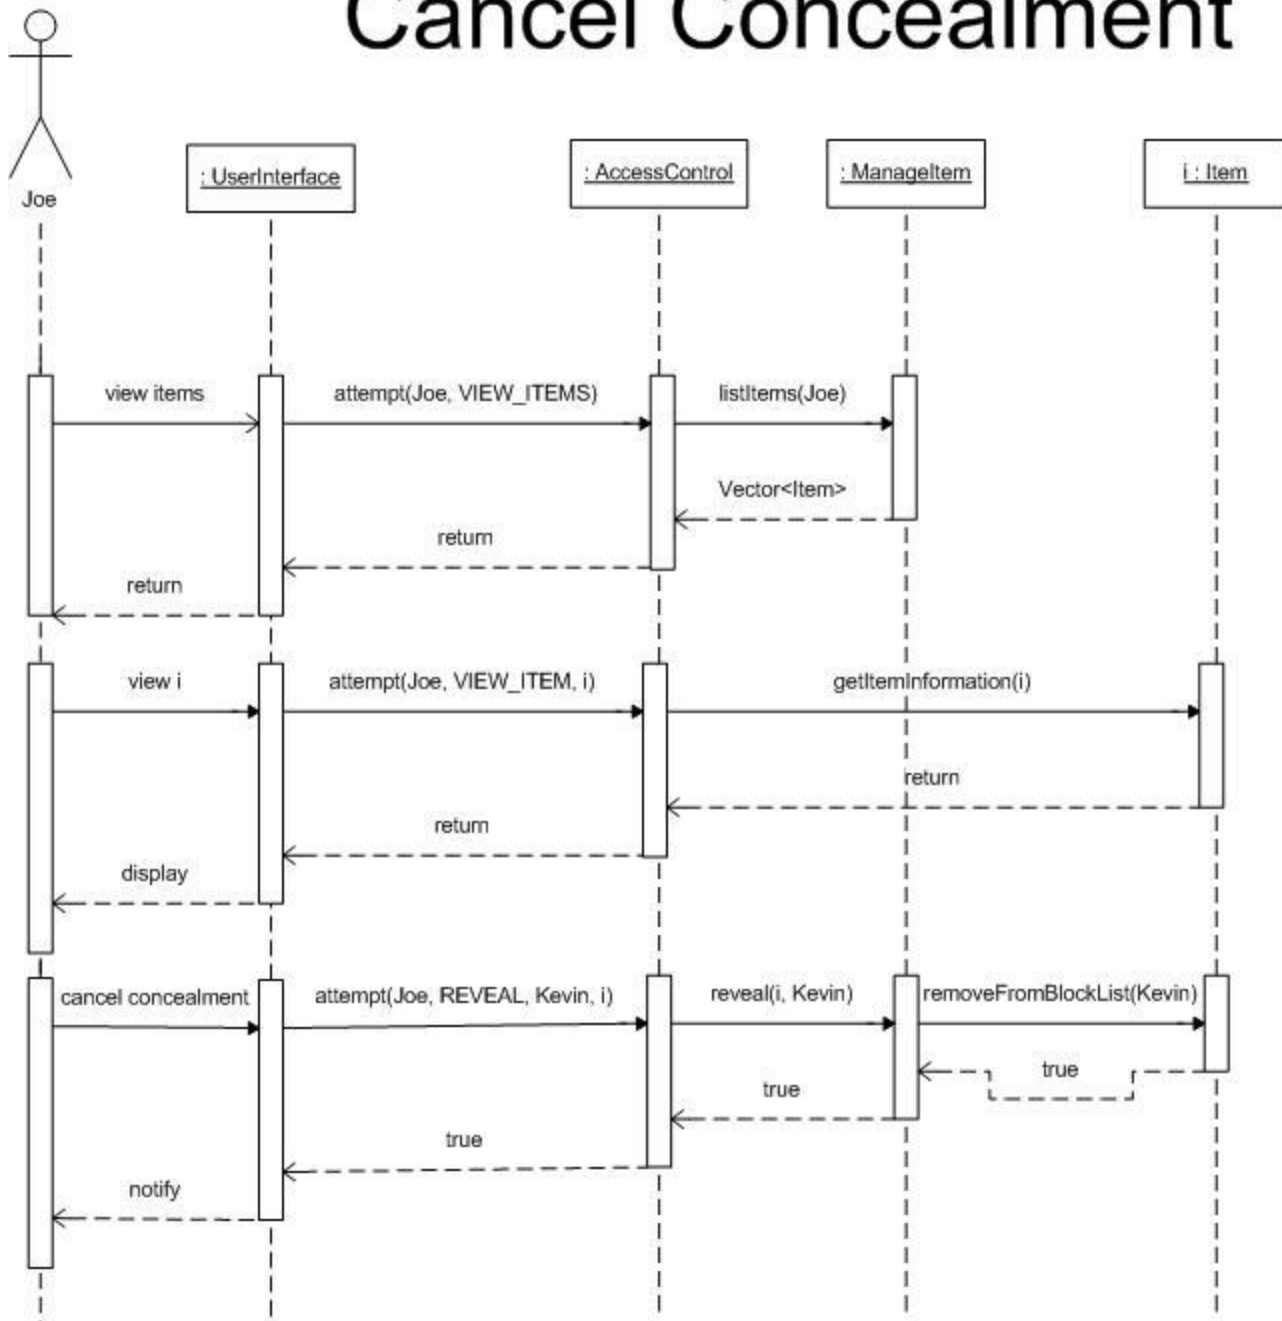 Cancel Concealment
Joe
: UserInterface
: AccessControl
: ManageItem
i : Item
view items
attempt(Joe, VIEW_ITEMS)
listItems(Joe)
Vector<Item>
return
return
view i
attempt(Joe, VIEW_ITEM, i)
getItemInformation(i)
return
return
display
cancel concealment
attempt(Joe, REVEAL, Kevin, i)
reveal(i, Kevin)
removeFromBlockList(Kevin)
true
true
true
notify